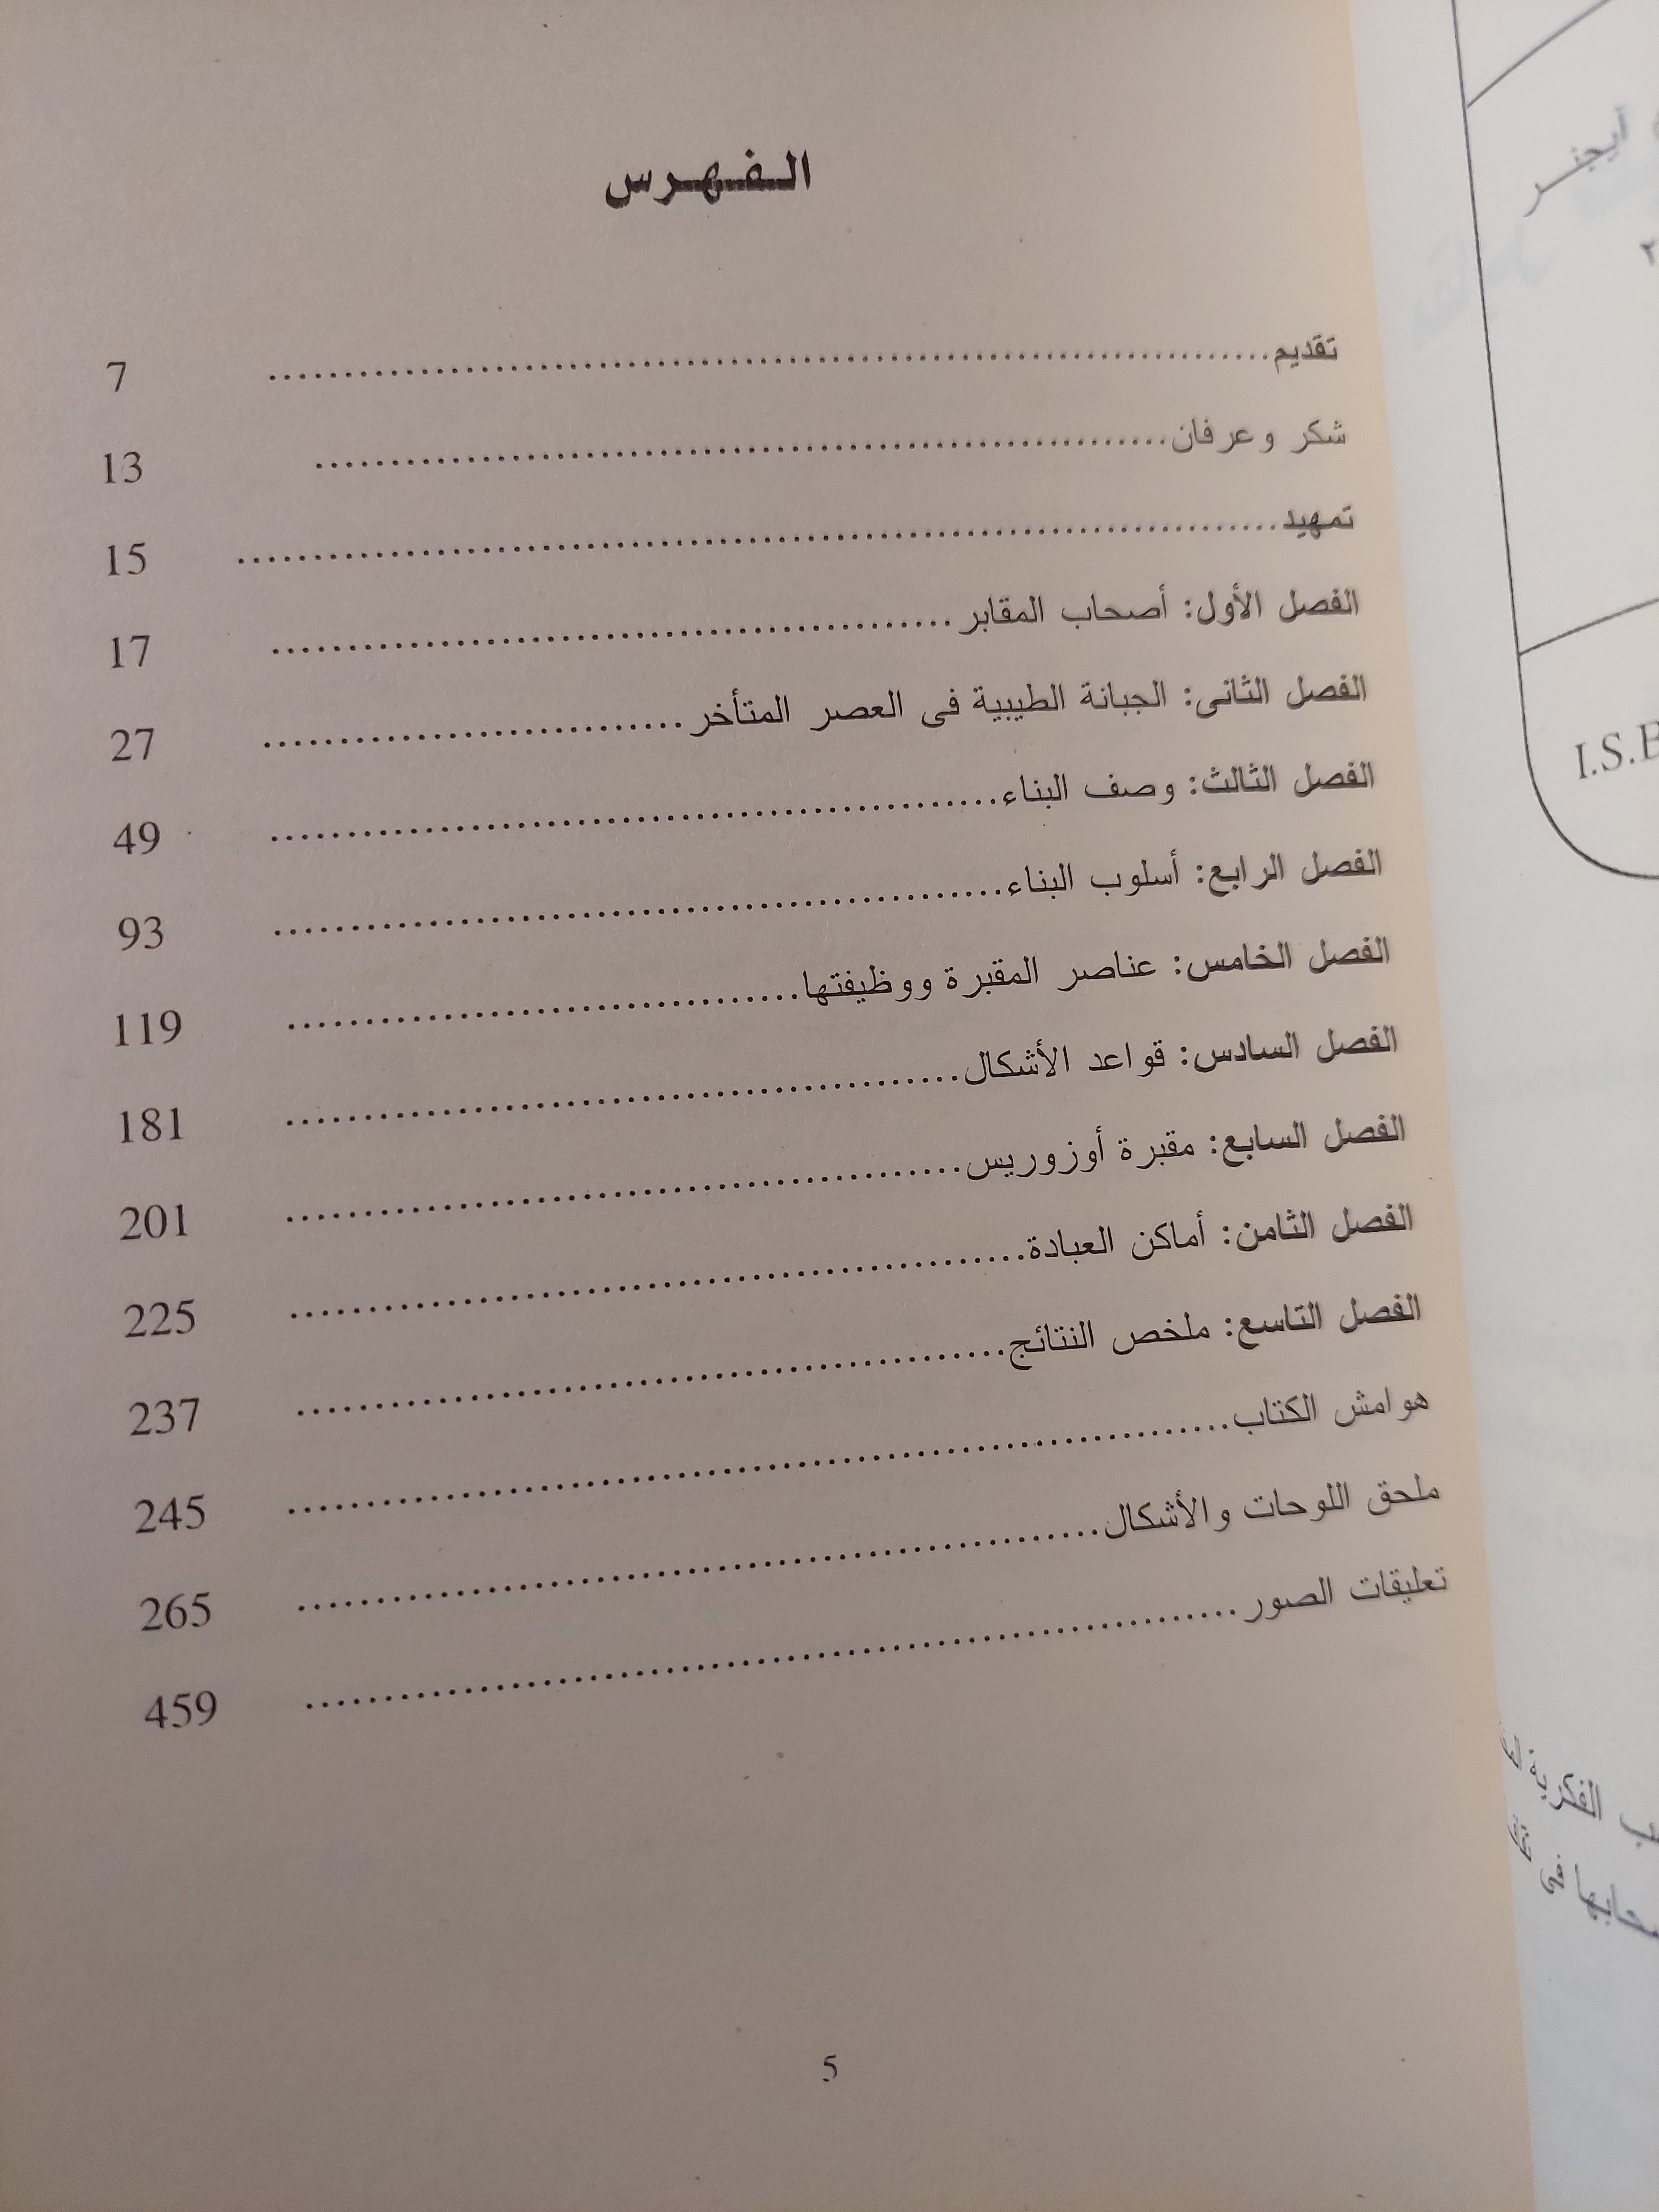 الفهرس
تقديم.......................................................... 7
شكر وعرفان.................................................. 13
تمهيد.......................................................... 15
الفصل الأول: أصحاب المقابر................................ 17
الفصل الثانى: الجبانة الطيبية فى العصر المتأخر................ 27
الفصل الثالث: وصف البناء.................................. 49
الفصل الرابع: أسلوب البناء.................................. 93
الفصل الخامس: عناصر المقبرة ووظيفتها...................... 119
الفصل السادس: قواعد الأشكال.............................. 181
الفصل السابع: مقبرة أوزوريس.............................. 201
الفصل الثامن: أماكن العبادة................................ 225
الفصل التاسع: ملخص النتائج................................ 237
هوامش الكتاب................................................ 245
ملحق اللوحات والأشكال...................................... 265
تعليقات الصور................................................ 459
5
أيجنر
I.S.B
الفكرية
فى